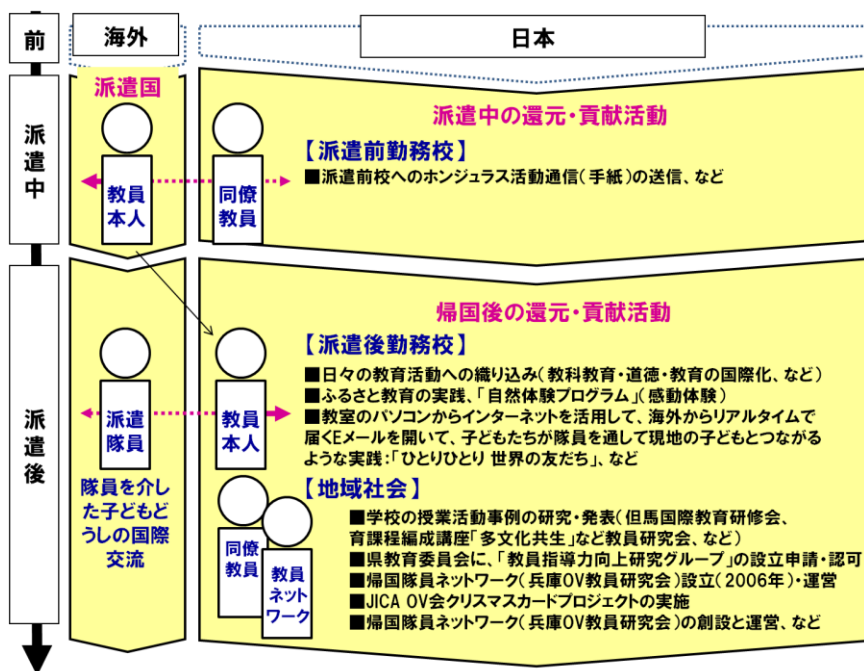 前
海外
日本
派遣中
派遣国
教員
本人
同僚
教員
派遣中の還元・貢献活動
【派遣前勤務校】
■派遣前校へのホンジュラス活動通信(手紙)の送信、など
派遣後
派遣
隊員
隊員を介し
た子どもど
うしの国際
交流
教員
本人
帰国後の還元・貢献活動
【派遣後勤務校】
■日々の教育活動への織り込み(教科教育・道徳・教育の国際化、など)
■ふるさと教育の実践、「自然体験プログラム」(感動体験)
■教室のパソコンからインターネットを活用して、海外からリアルタイムで
届くEメールを開いて、子どもたちが隊員を通して現地の子どもとつながる
ような実践:「ひとりひとり 世界の友だち」、など
同僚
教員
教員
ネット
ワーク
【地域社会】
■学校の授業活動事例の研究・発表(但馬国際教育研修会、
育課程編成講座「多文化共生」など教員研究会、など)
■県教育委員会に、「教員指導力向上研究グループ」の設立申請・認可
■帰国隊員ネットワーク(兵庫OV教員研究会)設立(2006年)・運営
■JICA OV会クリスマスカードプロジェクトの実施
■帰国隊員ネットワーク(兵庫OV教員研究会)の創設と運営、など